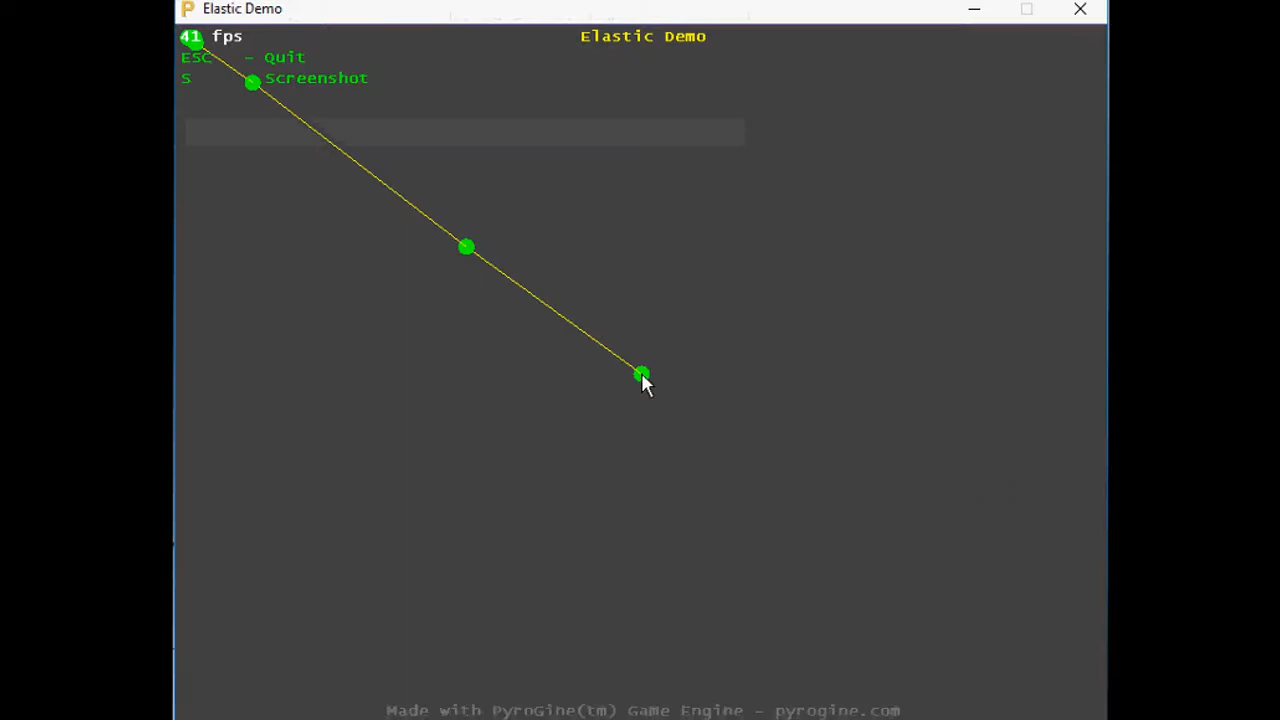 Elastic Demo
41 fps
Elastic Demo
ESC - Quit
S Screenshot
Made with PyroGine(tm) Game Engine - pyrogine.com